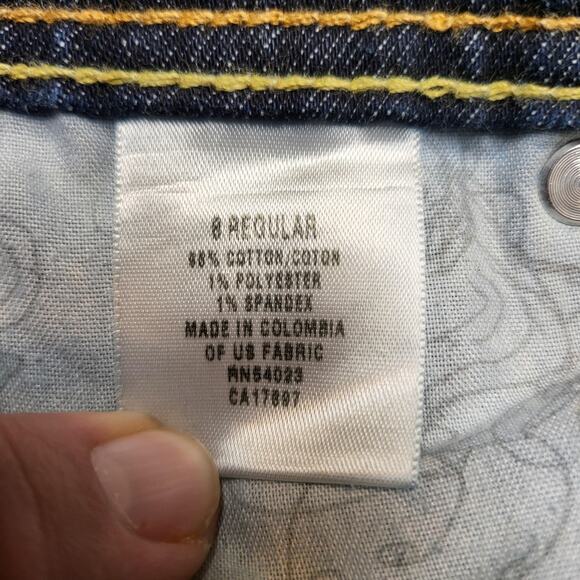 8 REGULAR
98% COTTON/COTON
1% POLYESTER
1% SPANDEX
MADE IN COLOMBIA
OF US FABRIC
RN54023
CA17897